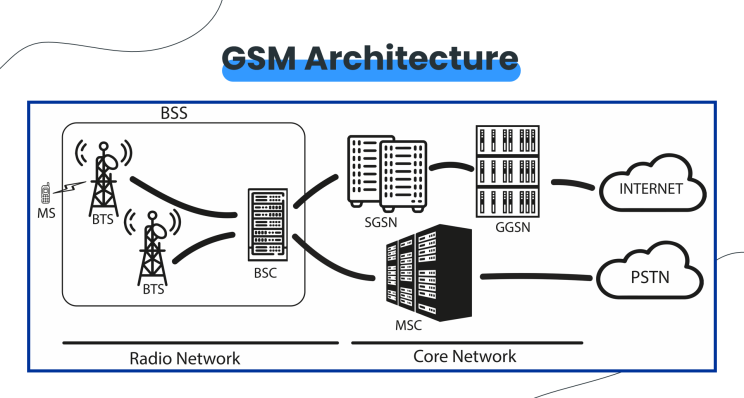 GSM Architecture
BSS
MS
BTS
BTS
BSC
SGSN
GGSN
INTERNET
MSC
PSTN
Radio Network
Core Network